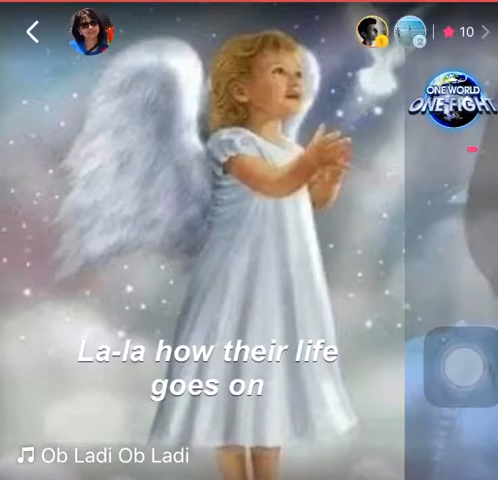 10
ONE WORLD
ONE FIGHT
La-la how their life
goes on
Ob Ladi Ob Ladi